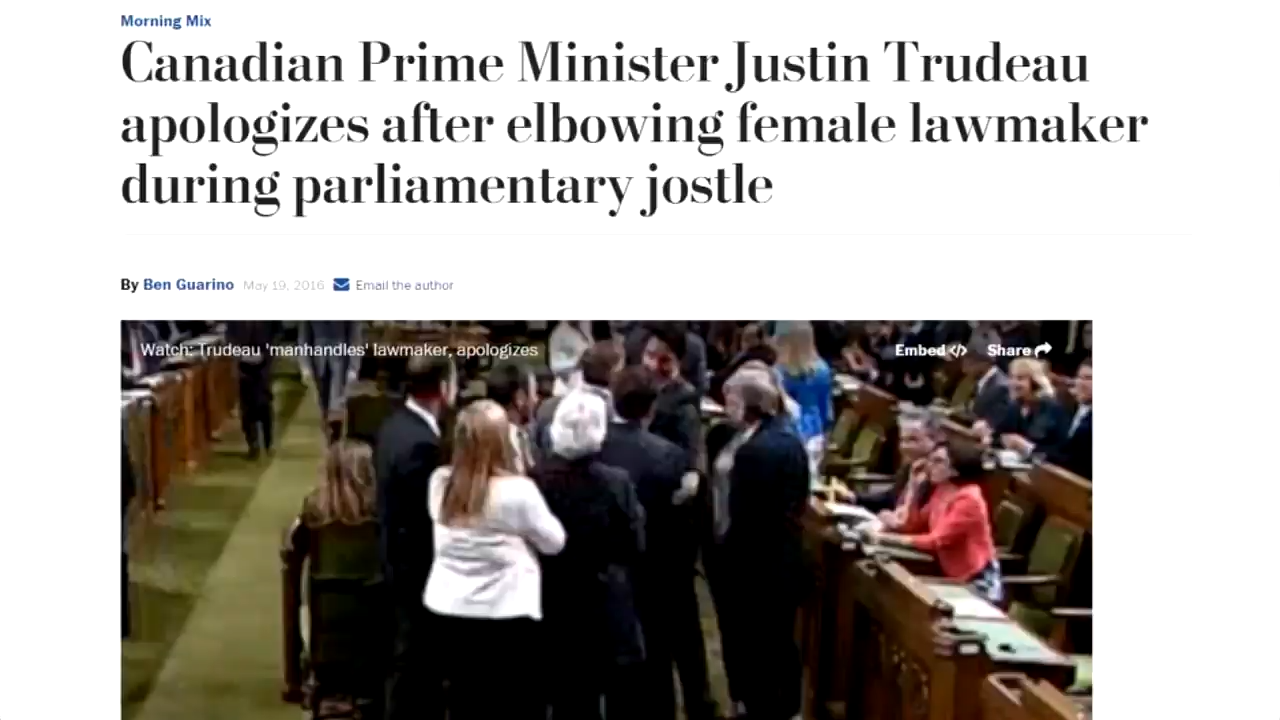 Morning Mix
Canadian Prime Minister Justin Trudeau
apologizes after elbowing female lawmaker
during parliamentary jostle
By Ben Guarino May 19, 2016 Email the author
Watch: Trudeau 'manhandles' lawmaker, apologizes Embed </> Share